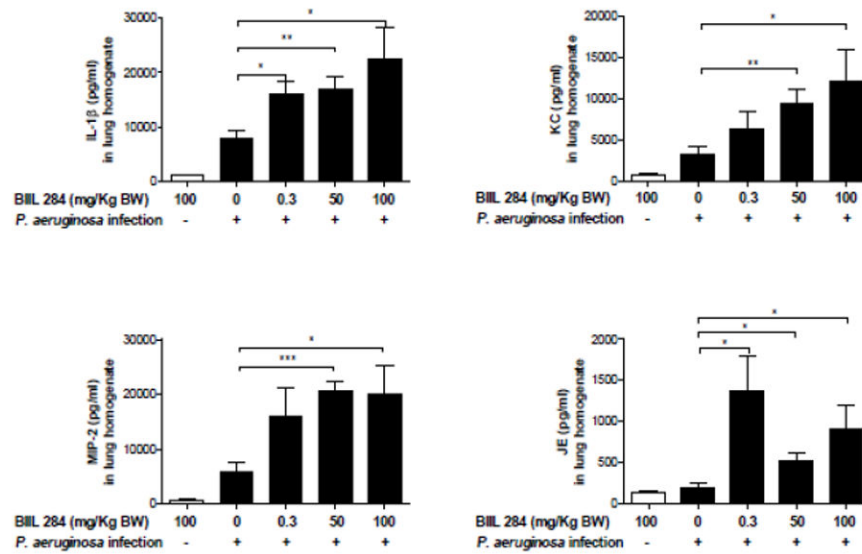 IL-1β (pg/ml)
in lung homogenate
30000
20000
10000
0
*
**
*
BIIL 284 (mg/Kg BW) 100 0 0.3 50 100
P. aeruginosa infection - + + + +
KC (pg/ml)
in lung homogenate
20000
15000
10000
5000
0
*
**
BIIL 284 (mg/Kg BW) 100 0 0.3 50 100
P. aeruginosa infection - + + + +
MIP-2 (pg/ml)
in lung homogenate
30000
20000
10000
0
*
***
BIIL 284 (mg/Kg BW) 100 0 0.3 50 100
P. aeruginosa infection - + + + +
JE (pg/ml)
in lung homogenate
2000
1500
1000
500
0
*
*
*
BIIL 284 (mg/Kg BW) 100 0 0.3 50 100
P. aeruginosa infection - + + + +